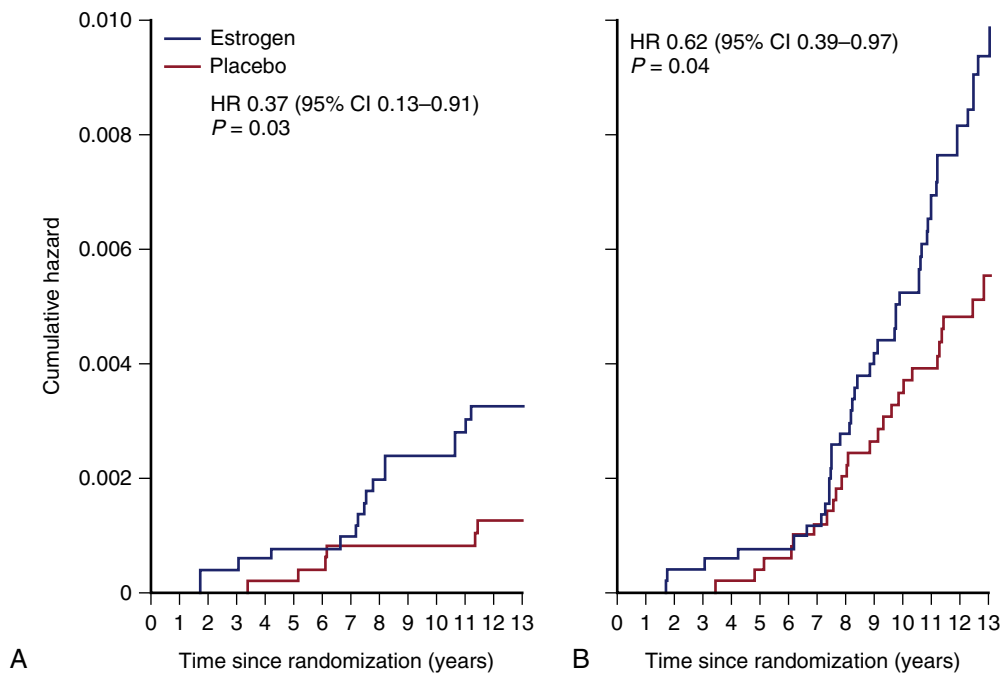 0.010
0.008
0.006
0.004
0.002
0
Cumulative hazard
Estrogen
Placebo
HR 0.37 (95% CI 0.13–0.91)
P = 0.03
0 1 2 3 4 5 6 7 8 9 10 11 12 13
A
Time since randomization (years)
HR 0.62 (95% CI 0.39–0.97)
P = 0.04
0 1 2 3 4 5 6 7 8 9 10 11 12 13
B
Time since randomization (years)